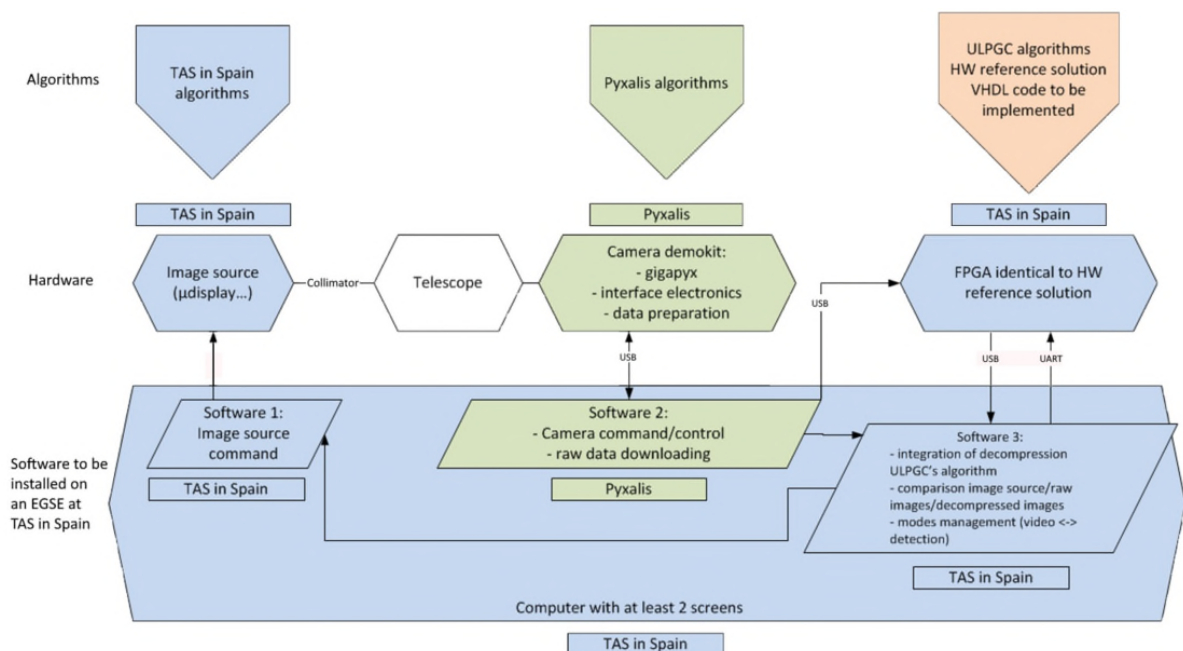 Algorithms
TAS in Spain
algorithms
Pyxalis algorithms
ULPGC algorithms
HW reference solution
VHDL code to be
implemented
TAS in Spain
Pyxalis
TAS in Spain
Hardware
Image source
(µdisplay...)
Collimator
Telescope
Camera demokit:
- gigapyx
- interface electronics
- data preparation
USB
FPGA identical to HW
reference solution
USB
USB
UART
Software to be
installed on
an EGSE at
TAS in Spain
Software 1:
Image source
command
TAS in Spain
Software 2:
- Camera command/control
- raw data downloading
Pyxalis
Software 3:
- integration of decompression
ULPGC's algorithm
- comparison image source/raw
images/decompressed images
- modes management (video <->
detection)
TAS in Spain
Computer with at least 2 screens
TAS in Spain